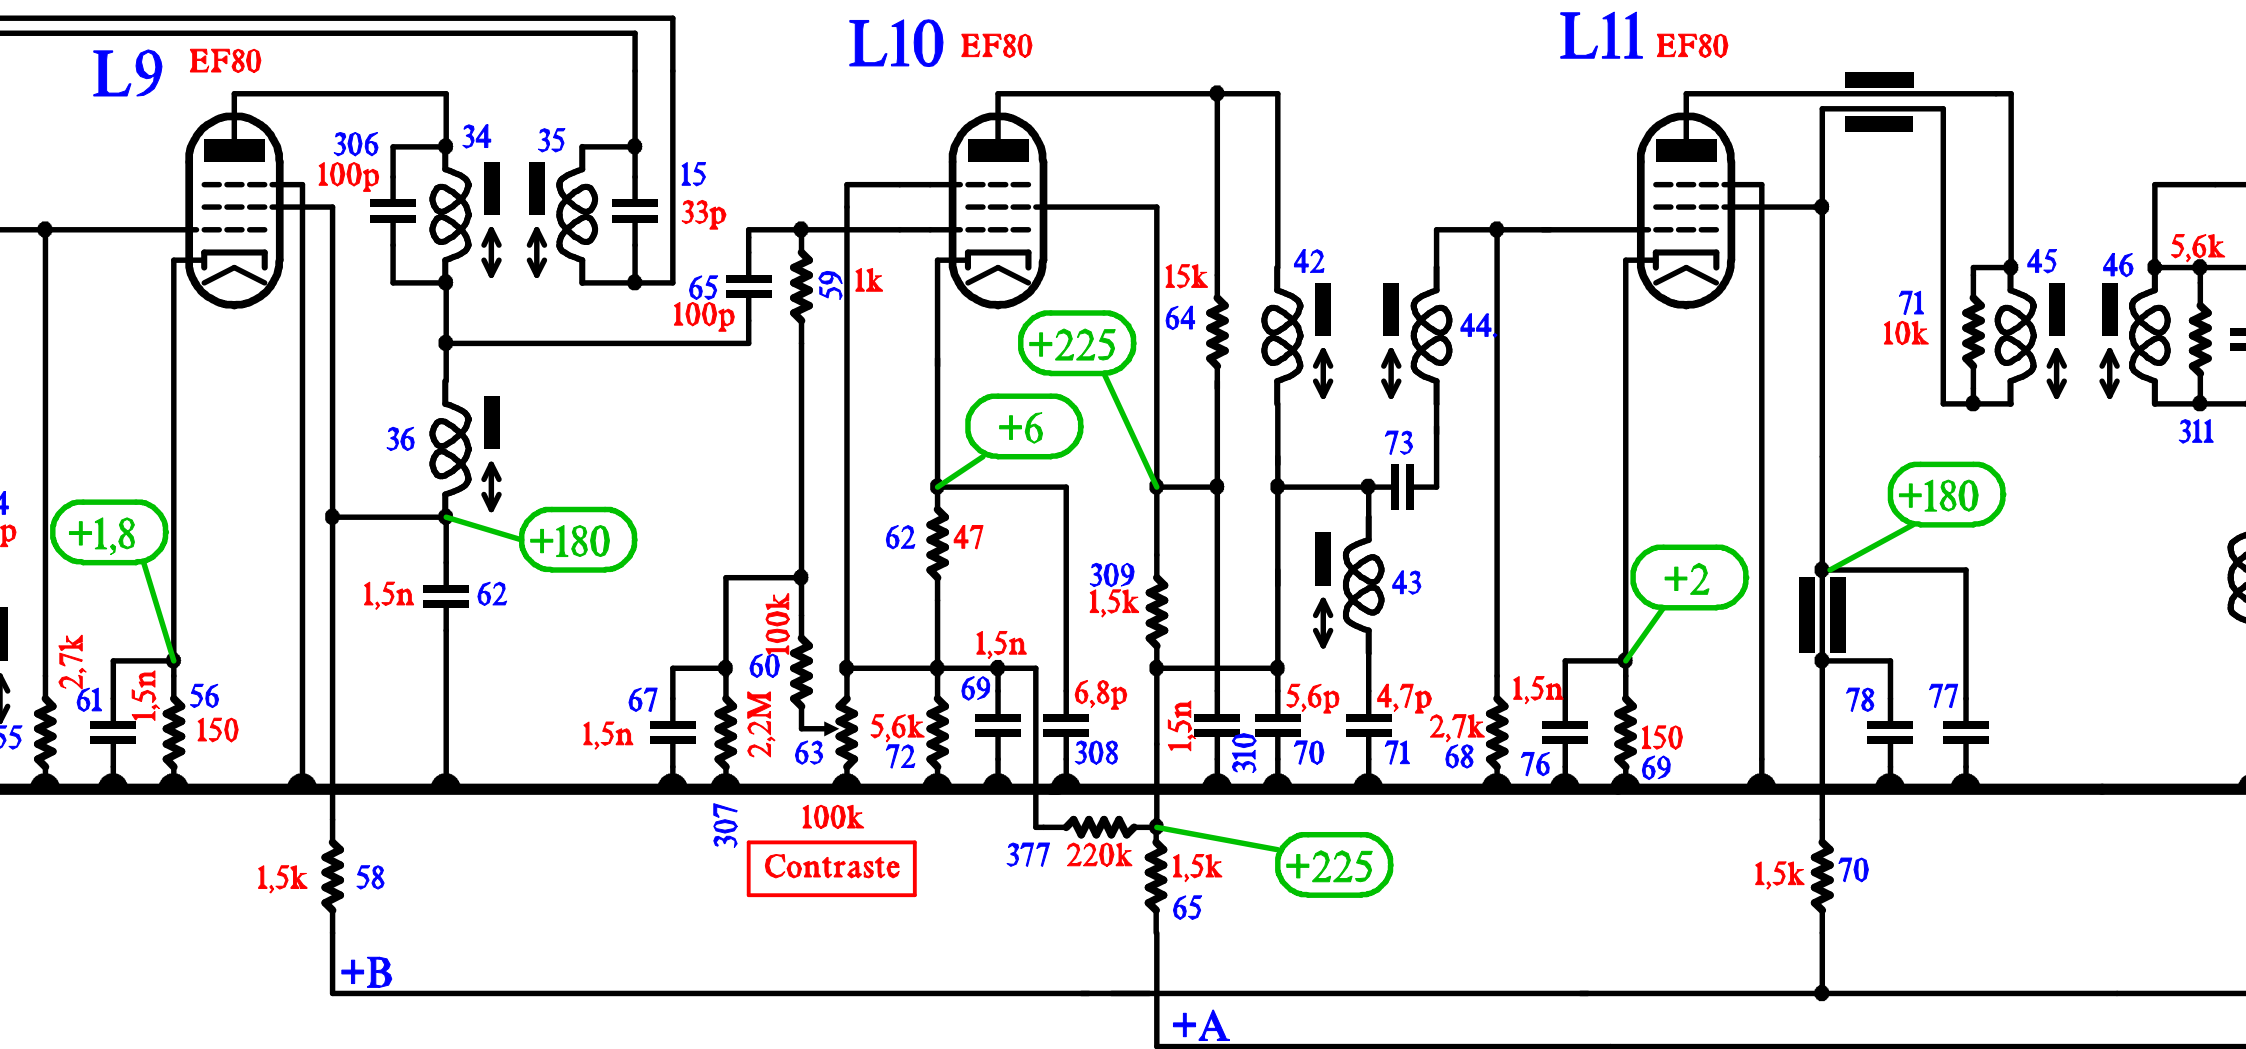 L9 EF80
L10 EF80
L11 EF80
306
100p
34
35
15
33p
65
100p
59
1k
+225
15k
64
42
44
45
46
5,6k
71
10k
311
36
+6
73
+180
4
p
+1,8
+180
62
47
1,5n
62
309
1,5k
43
+2
2,7k
61
1,5n
56
150
55
100k
60
1,5n
67
1,5n
2,2M
63
5,6k
72
69
6,8p
308
1,5n
310
5,6p
70
4,7p
71
2,7k
68
1,5n
76
150
69
78
77
307
100k
Contraste
377
220k
1,5k
65
+225
1,5k
58
1,5k
70
+B
+A